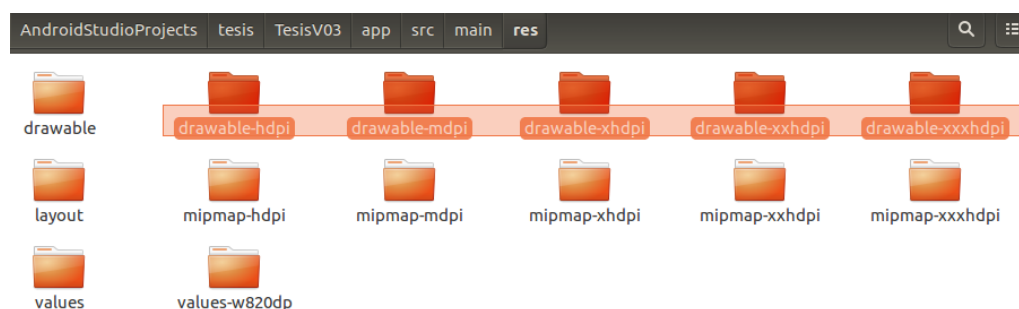 AndroidStudioProjects tesis TesisV03 app src main res
drawable drawable-hdpi drawable-mdpi drawable-xhdpi drawable-xxhdpi drawable-xxxhdpi
layout mipmap-hdpi mipmap-mdpi mipmap-xhdpi mipmap-xxhdpi mipmap-xxxhdpi
values values-w820dp